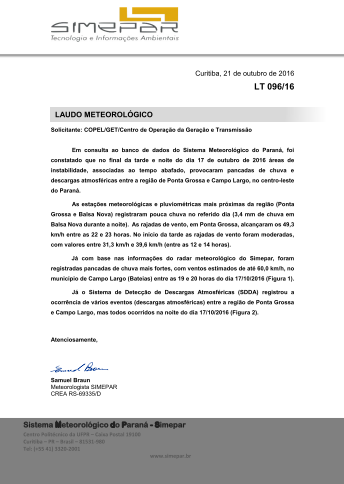 SIMEPAR
Tecnologia e Informações Ambientais
Curitiba, 21 de outubro de 2016
LT 096/16
LAUDO METEOROLÓGICO
Solicitante: COPEL/GET/Centro de Operação da Geração e Transmissão
Em consulta ao banco de dados do Sistema Meteorológico do Paraná, foi
constatado que no final da tarde e noite do dia 17 de outubro de 2016 áreas de
instabilidade, associadas ao tempo abafado, provocaram pancadas de chuva e
descargas atmosféricas entre a região de Ponta Grossa e Campo Largo, no centro-leste
do Paraná.
As estações meteorológicas e pluviométricas mais próximas da região (Ponta
Grossa e Balsa Nova) registraram pouca chuva no referido dia (3,4 mm de chuva em
Balsa Nova durante a noite). As rajadas de vento, em Ponta Grossa, alcançaram os 49,3
km/h entre as 22 e 23 horas. No início da tarde as rajadas de vento foram moderadas,
com valores entre 31,3 km/h e 39,6 km/h (entre as 12 e 14 horas).
Já com base nas informações do radar meteorológico do Simepar, foram
registradas pancadas de chuva mais fortes, com ventos estimados de até 60,0 km/h, no
município de Campo Largo (Bateias) entre as 19 e 20 horas do dia 17/10/2016 (Figura 1).
Já o Sistema de Detecção de Descargas Atmosféricas (SDDA) registrou a
ocorrência de vários eventos (descargas atmosféricas) entre a região de Ponta Grossa
e Campo Largo, mas todos ocorridos na noite do dia 17/10/2016 (Figura 2).
Atenciosamente,
Samuel Braun
Samuel Braun
Meteorologista SIMEPAR
CREA RS-69335/D
Sistema Meteorológico do Paraná - Simepar
Centro Politécnico da UFPR - Caixa Postal 19100
Curitiba - PR - Brasil - 81531-980
www.simepar.br